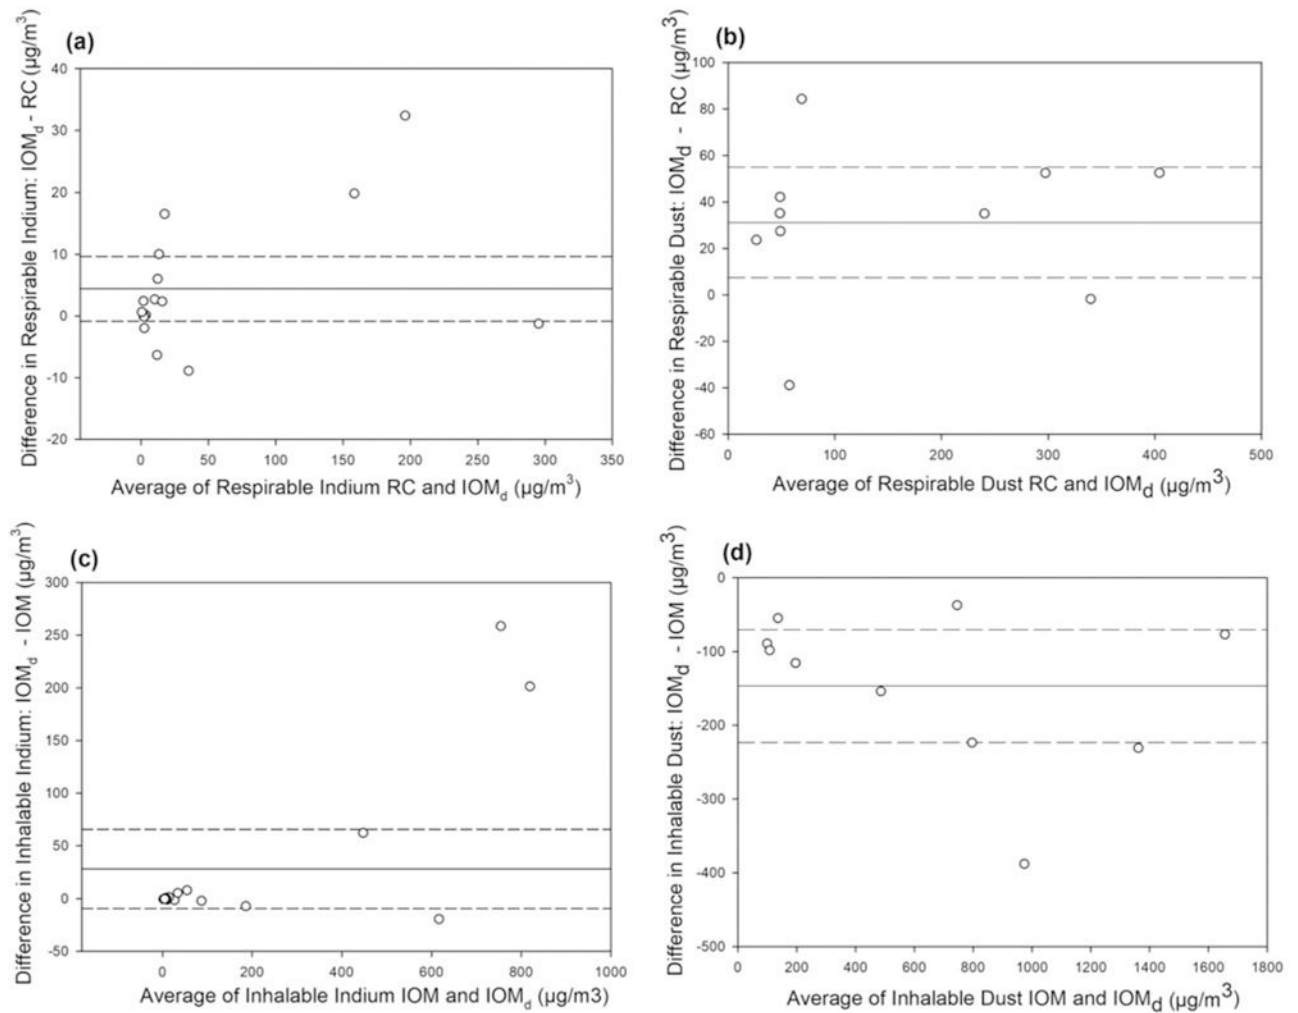 (a)
Difference in Respirable Indium: IOMd - RC (µg/m3)
40
30
20
10
0
-10
-20
0 50 100 150 200 250 300 350
Average of Respirable Indium RC and IOMd (µg/m3)
(b)
Difference in Respirable Dust: IOMd - RC (µg/m3)
100
80
60
40
20
0
-20
-40
-60
0 100 200 300 400 500
Average of Respirable Dust RC and IOMd (µg/m3)
(c)
Difference in Inhalable Indium: IOMd - IOM (µg/m3)
300
250
200
150
100
50
0
-50
0 200 400 600 800 1000
Average of Inhalable Indium IOM and IOMd (µg/m3)
(d)
Difference in Inhalable Dust: IOMd - IOM (µg/m3)
0
-100
-200
-300
-400
-500
0 200 400 600 800 1000 1200 1400 1600 1800
Average of Inhalable Dust IOM and IOMd (µg/m3)